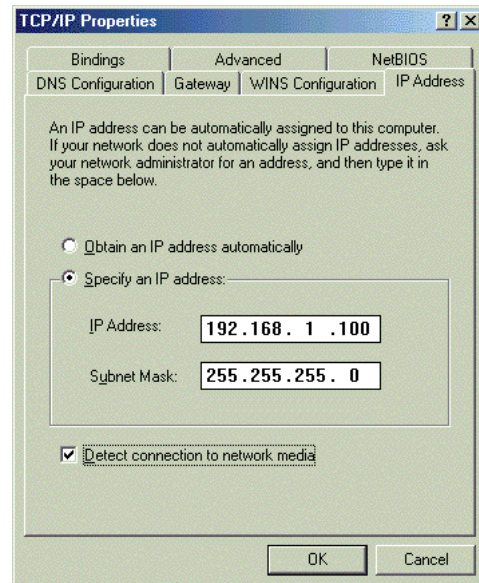 TCP/IP Properties
Bindings Advanced NetBIOS
DNS Configuration Gateway WINS Configuration IP Address
An IP address can be automatically assigned to this computer.
If your network does not automatically assign IP addresses, ask
your network administrator for an address, and then type it in
the space below.
Obtain an IP address automatically
Specify an IP address:
IP Address: 192.168. 1 .100
Subnet Mask: 255.255.255. 0
Detect connection to network media
OK Cancel